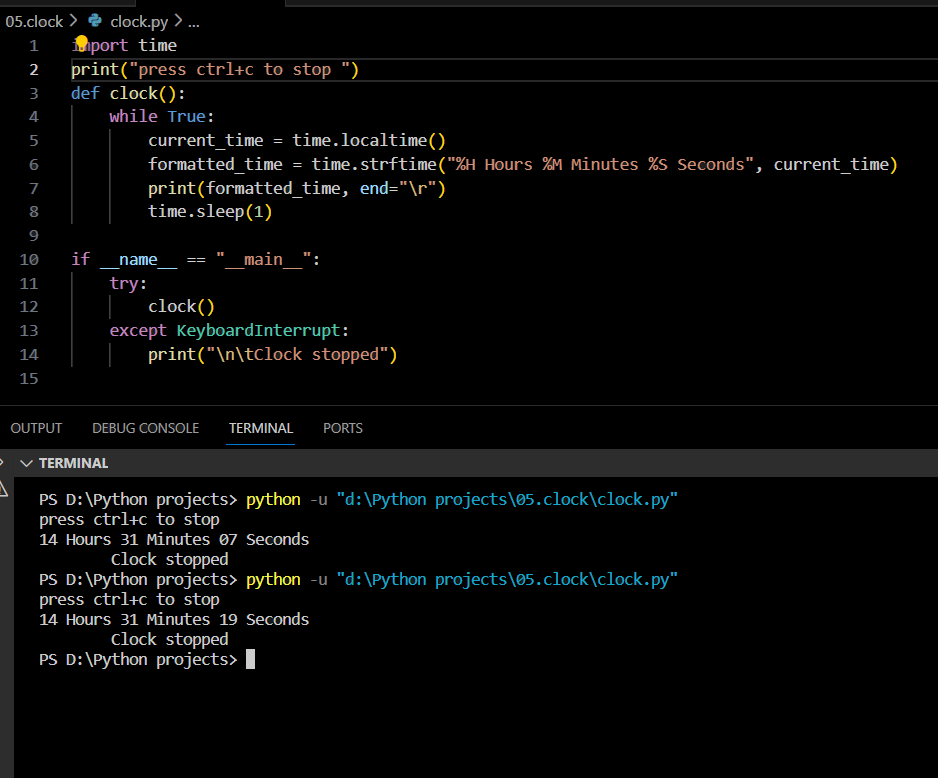 05.clock > clock.py > ...
1 import time
2 print("press ctrl+c to stop ")
3 def clock():
4     while True:
5         current_time = time.localtime()
6         formatted_time = time.strftime("%H Hours %M Minutes %S Seconds", current_time)
7         print(formatted_time, end="\r")
8         time.sleep(1)
9
10 if __name__ == "__main__":
11     try:
12         clock()
13     except KeyboardInterrupt:
14         print("\n\tClock stopped")
15
OUTPUT DEBUG CONSOLE TERMINAL PORTS
TERMINAL
PS D:\Python projects> python -u "d:\Python projects\05.clock\clock.py"
press ctrl+c to stop
14 Hours 31 Minutes 07 Seconds
        Clock stopped
PS D:\Python projects> python -u "d:\Python projects\05.clock\clock.py"
press ctrl+c to stop
14 Hours 31 Minutes 19 Seconds
        Clock stopped
PS D:\Python projects>